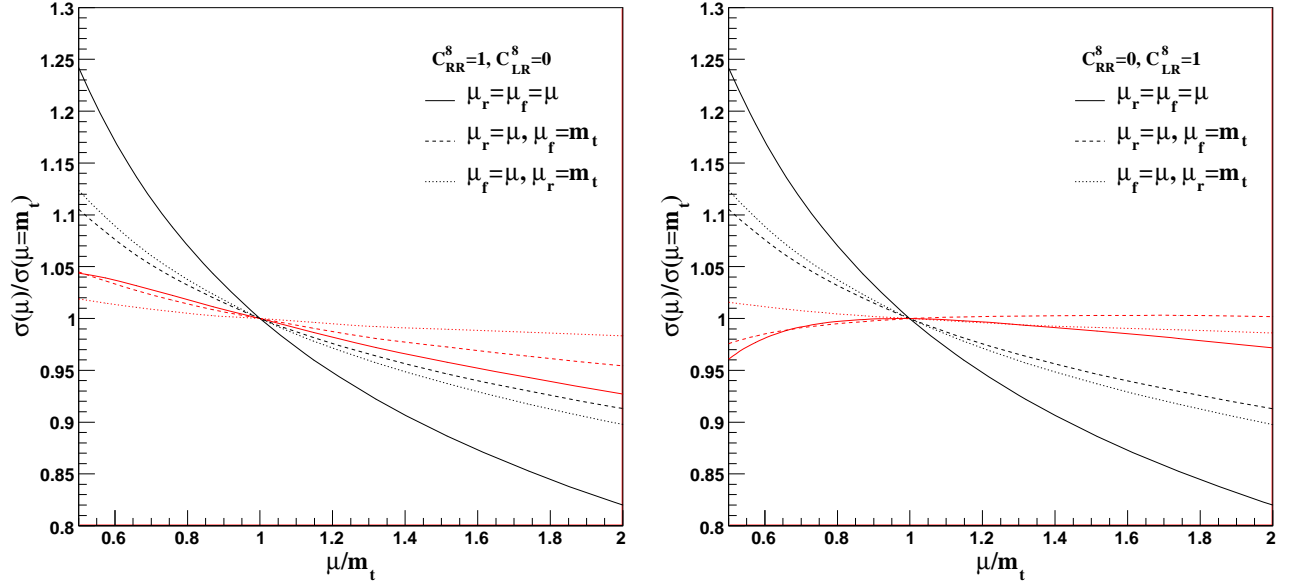 1.3
1.25
1.2
1.15
1.1
1.05
1
0.95
0.9
0.85
0.8
σ(μ)/σ(μ=m_t)
C^8_RR=1, C^8_LR=0
μ_r=μ_f=μ
μ_r=μ, μ_f=m_t
μ_f=μ, μ_r=m_t
0.6 0.8 1 1.2 1.4 1.6 1.8 2
μ/m_t
1.3
1.25
1.2
1.15
1.1
1.05
1
0.95
0.9
0.85
0.8
σ(μ)/σ(μ=m_t)
C^8_RR=0, C^8_LR=1
μ_r=μ_f=μ
μ_r=μ, μ_f=m_t
μ_f=μ, μ_r=m_t
0.6 0.8 1 1.2 1.4 1.6 1.8 2
μ/m_t